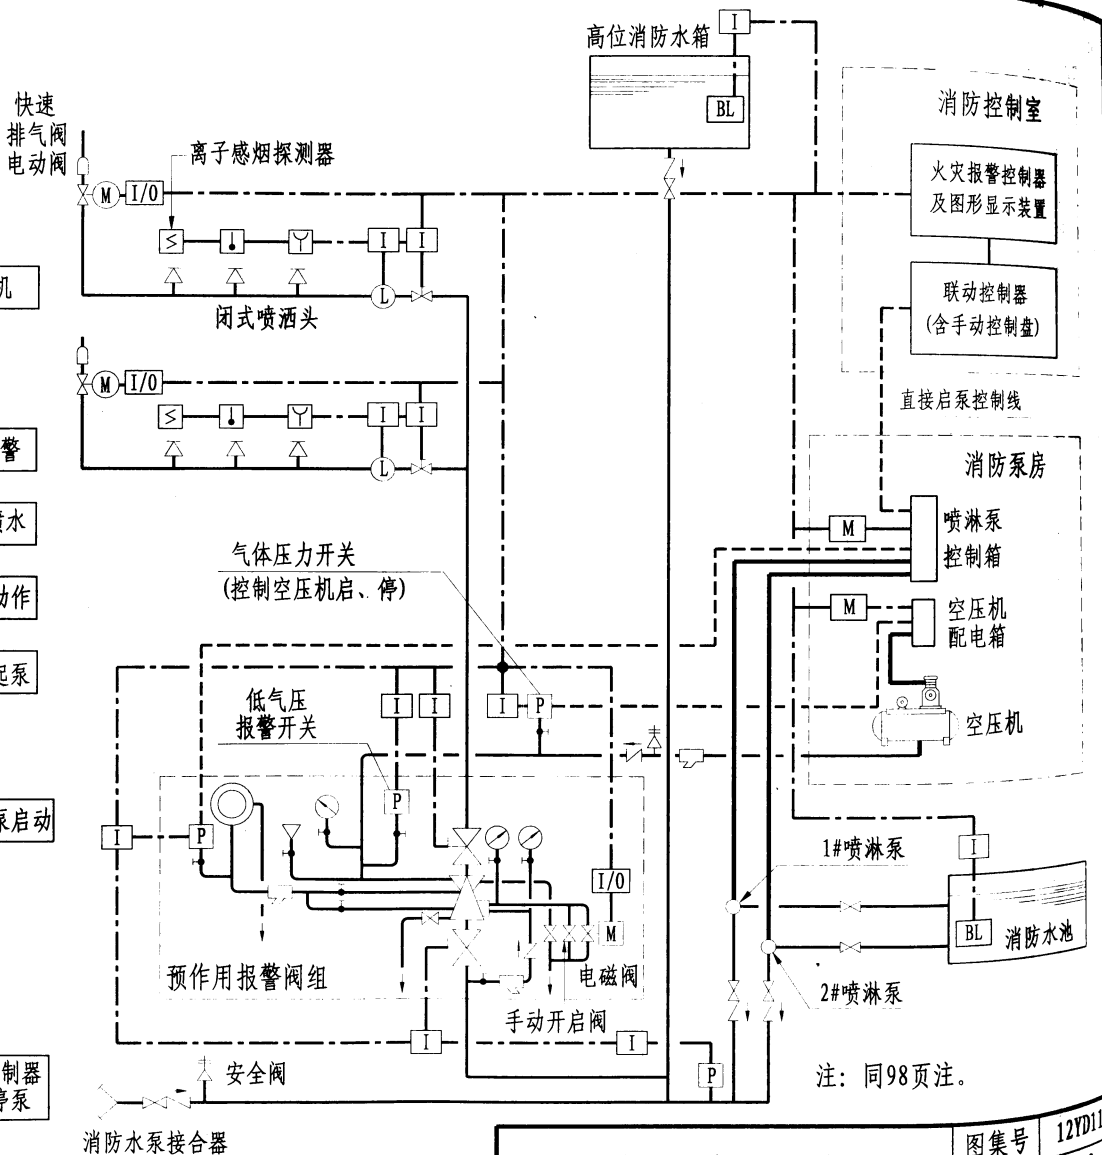 高位消防水箱
I
BL
快速
排气阀
电动阀
离子感烟探测器
M
I/O
I
I
L
闭式喷洒头
消防控制室
火灾报警控制器
及图形显示装置
联动控制器
(含手动控制盘)
直接启泵控制线
机
M
I/O
I
I
L
警
喷水
动作
起泵
泵启动
制器
停泵
消防泵房
M
喷淋泵
控制箱
M
空压机
配电箱
空压机
气体压力开关
(控制空压机启、停)
低气压
报警开关
I
I
I
P
P
I
P
I/O
M
预作用报警阀组
电磁阀
手动开启阀
I
I
P
安全阀
消防水泵接合器
1#喷淋泵
I
BL
消防水池
2#喷淋泵
注：同98页注。
图集号
12YD11